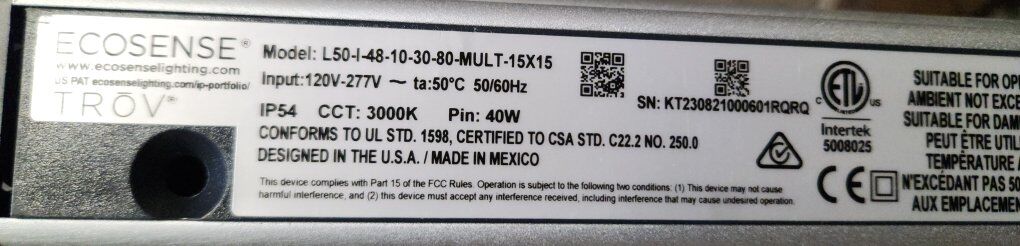 ECOSENSE®
www.ecosenselighting.com
US PAT ecosenselighting.com/ip-portfolio/
TRÓV®
Model: L50-I-48-10-30-80-MULT-15X15
Input:120V-277V ~ ta:50°C 50/60Hz
IP54 CCT: 3000K Pin: 40W
CONFORMS TO UL STD. 1598, CERTIFIED TO CSA STD. C22.2 NO. 250.0
DESIGNED IN THE U.S.A. / MADE IN MEXICO
This device complies with Part 15 of the FCC Rules. Operation is subject to the following two conditions: (1) This device may not cause
harmful interference, and (2) this device must accept any interference received, including interference that may cause undesired operation.
SN: KT230821000601RQRQ
c ETL us
Intertek
5008025
CE
SUITABLE FOR OPE
AMBIENT NOT EXCE
SUITABLE FOR DAM
PEUT ÊTRE UTIL
TEMPÉRATURE A
N'EXCÉDANT PAS 50
AUX EMPLACEMEN